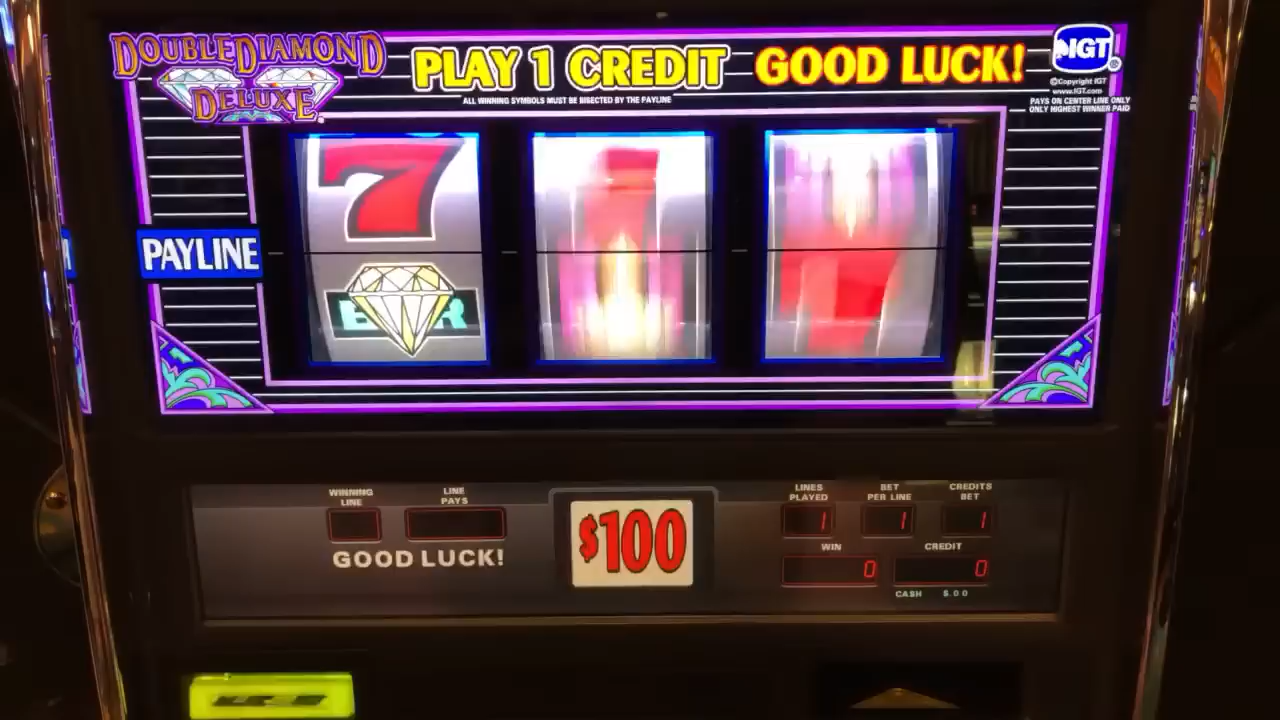 DOUBLE DIAMOND
DELUXE
PLAY 1 CREDIT GOOD LUCK!
ALL WINNING SYMBOLS MUST BE BISECTED BY THE PAYLINE
IGT
©Copyright IGT
www.IGT.com
PAYS ON CENTER LINE ONLY
ONLY HIGHEST WINNER PAID
7
PAYLINE
WINNING
LINE
LINE
PAYS
GOOD LUCK!
$100
LINES
PLAYED
BET
PER LINE
CREDITS
BET
1 1 1
WIN CREDIT
0 0
CASH $.00